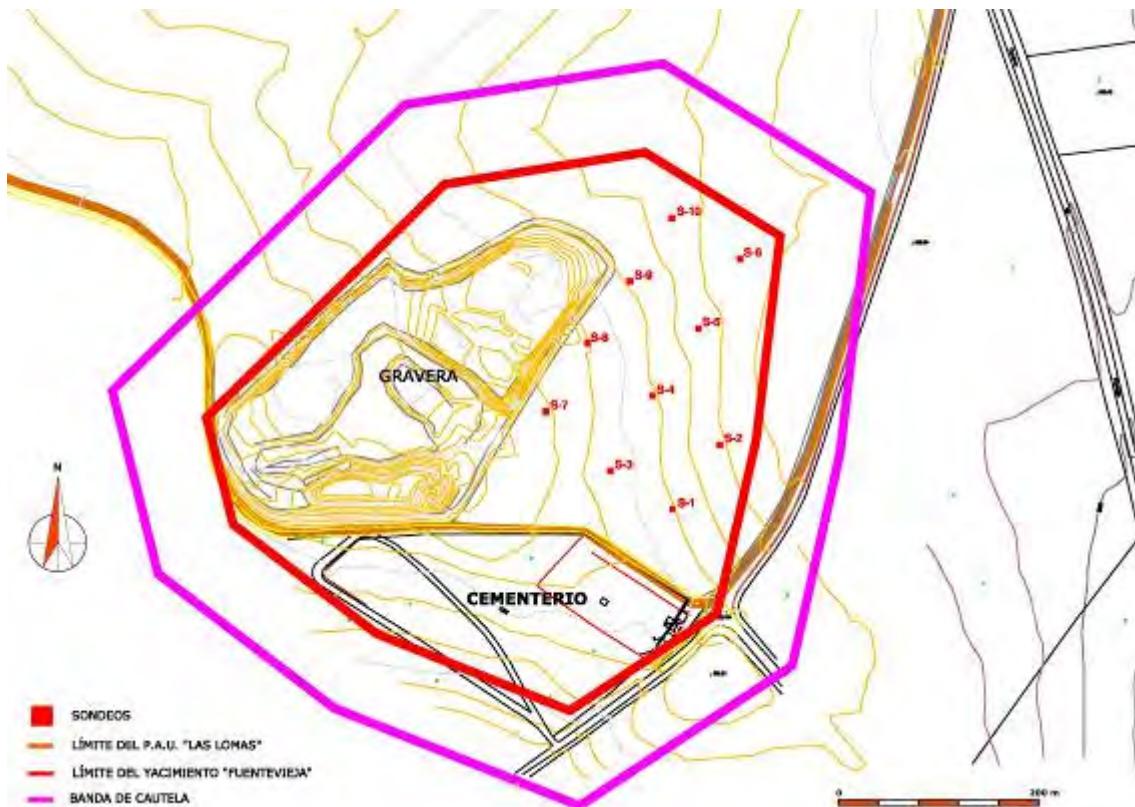 S-10
S-6
S-9
S-5
S-8
GRAVERA
S-4
S-7
S-2
S-3
S-1
N
CEMENTERIO
SONDEOS
LÍMITE DEL P.A.U. "LAS LOMAS"
LÍMITE DEL YACIMIENTO "FUENTEVIEJA"
BANDA DE CAUTELA
0 200 m